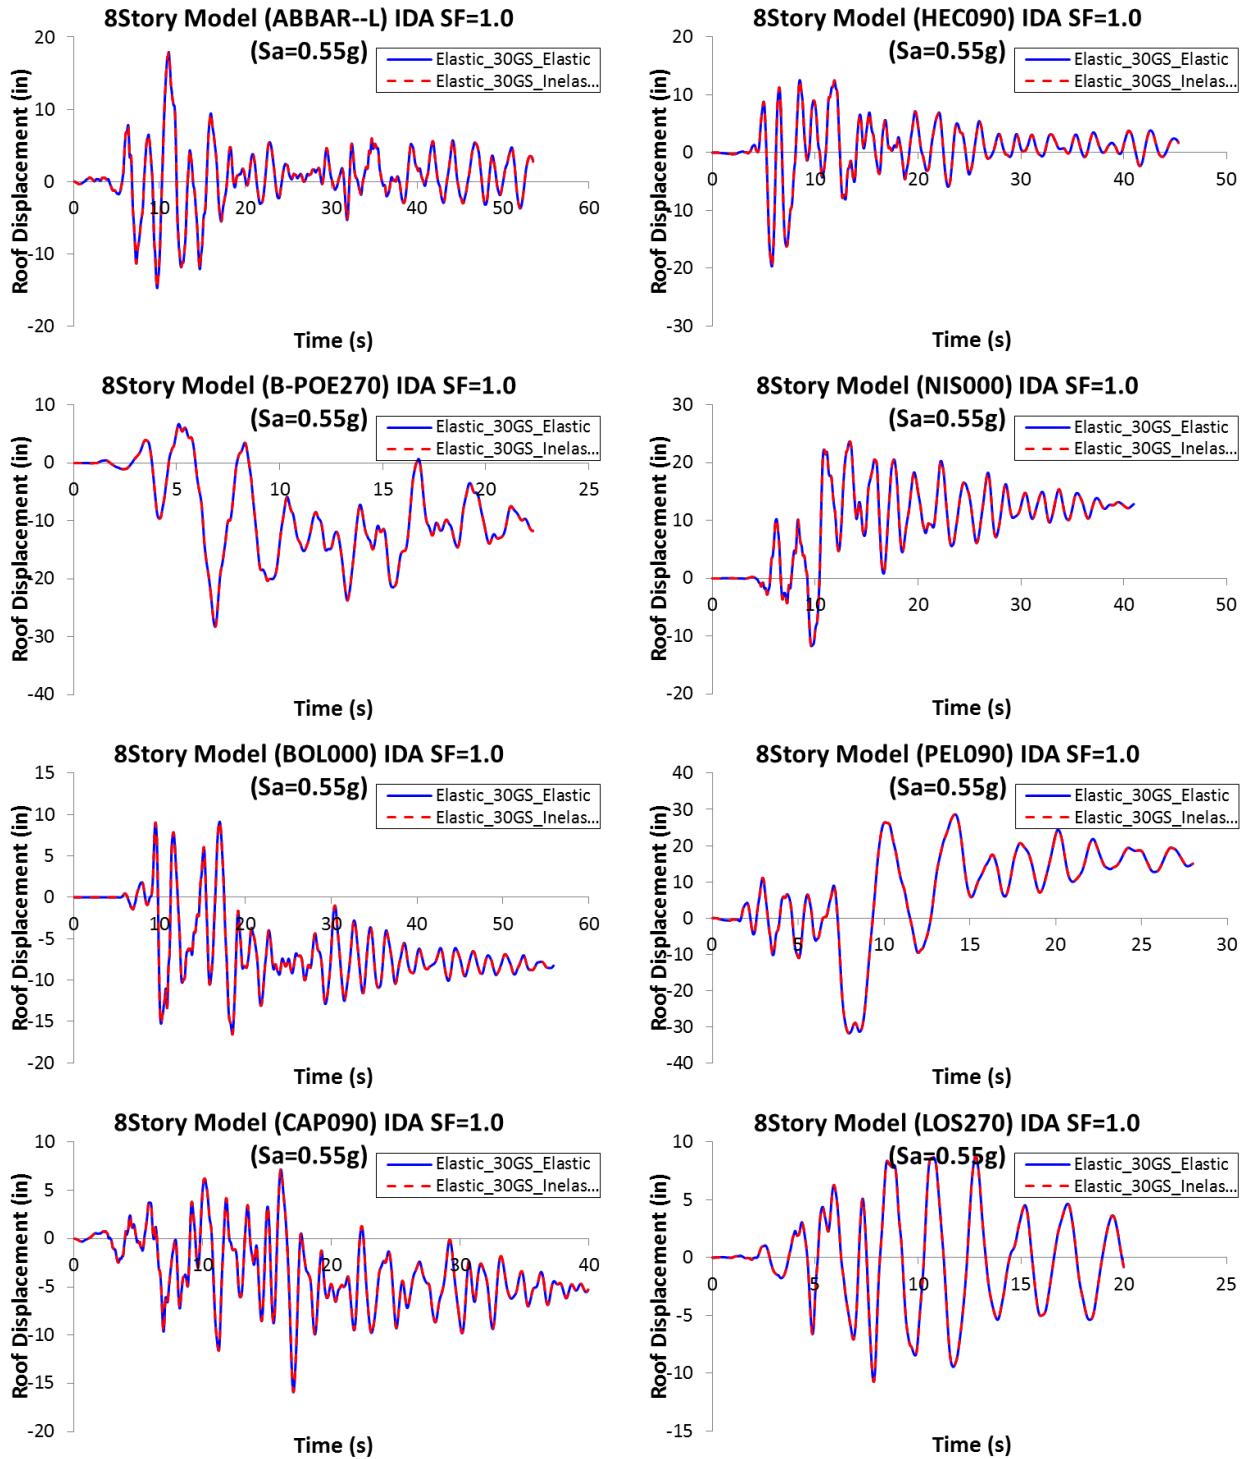 8Story Model (ABBAR--L) IDA SF=1.0
(Sa=0.55g)
Elastic_30GS_Elastic
Elastic_30GS_Inelas...
Roof Displacement (in)
20
10
0
-10
-20
0 10 20 30 40 50 60
Time (s)
8Story Model (HEC090) IDA SF=1.0
(Sa=0.55g)
Elastic_30GS_Elastic
Elastic_30GS_Inelas...
Roof Displacement (in)
20
10
0
-10
-20
-30
0 10 20 30 40 50
Time (s)
8Story Model (B-POE270) IDA SF=1.0
(Sa=0.55g)
Elastic_30GS_Elastic
Elastic_30GS_Inelas...
Roof Displacement (in)
10
0
-10
-20
-30
-40
0 5 10 15 20 25
Time (s)
8Story Model (NIS000) IDA SF=1.0
(Sa=0.55g)
Elastic_30GS_Elastic
Elastic_30GS_Inelas...
Roof Displacement (in)
30
20
10
0
-10
-20
0 10 20 30 40 50
Time (s)
8Story Model (BOL000) IDA SF=1.0
(Sa=0.55g)
Elastic_30GS_Elastic
Elastic_30GS_Inelas...
Roof Displacement (in)
15
10
5
0
-5
-10
-15
-20
0 10 20 30 40 50 60
Time (s)
8Story Model (PEL090) IDA SF=1.0
(Sa=0.55g)
Elastic_30GS_Elastic
Elastic_30GS_Inelas...
Roof Displacement (in)
40
30
20
10
0
-10
-20
-30
-40
0 5 10 15 20 25 30
Time (s)
8Story Model (CAP090) IDA SF=1.0
(Sa=0.55g)
Elastic_30GS_Elastic
Elastic_30GS_Inelas...
Roof Displacement (in)
10
5
0
-5
-10
-15
-20
0 10 20 30 40
Time (s)
8Story Model (LOS270) IDA SF=1.0
(Sa=0.55g)
Elastic_30GS_Elastic
Elastic_30GS_Inelas...
Roof Displacement (in)
10
5
0
-5
-10
-15
0 5 10 15 20 25
Time (s)